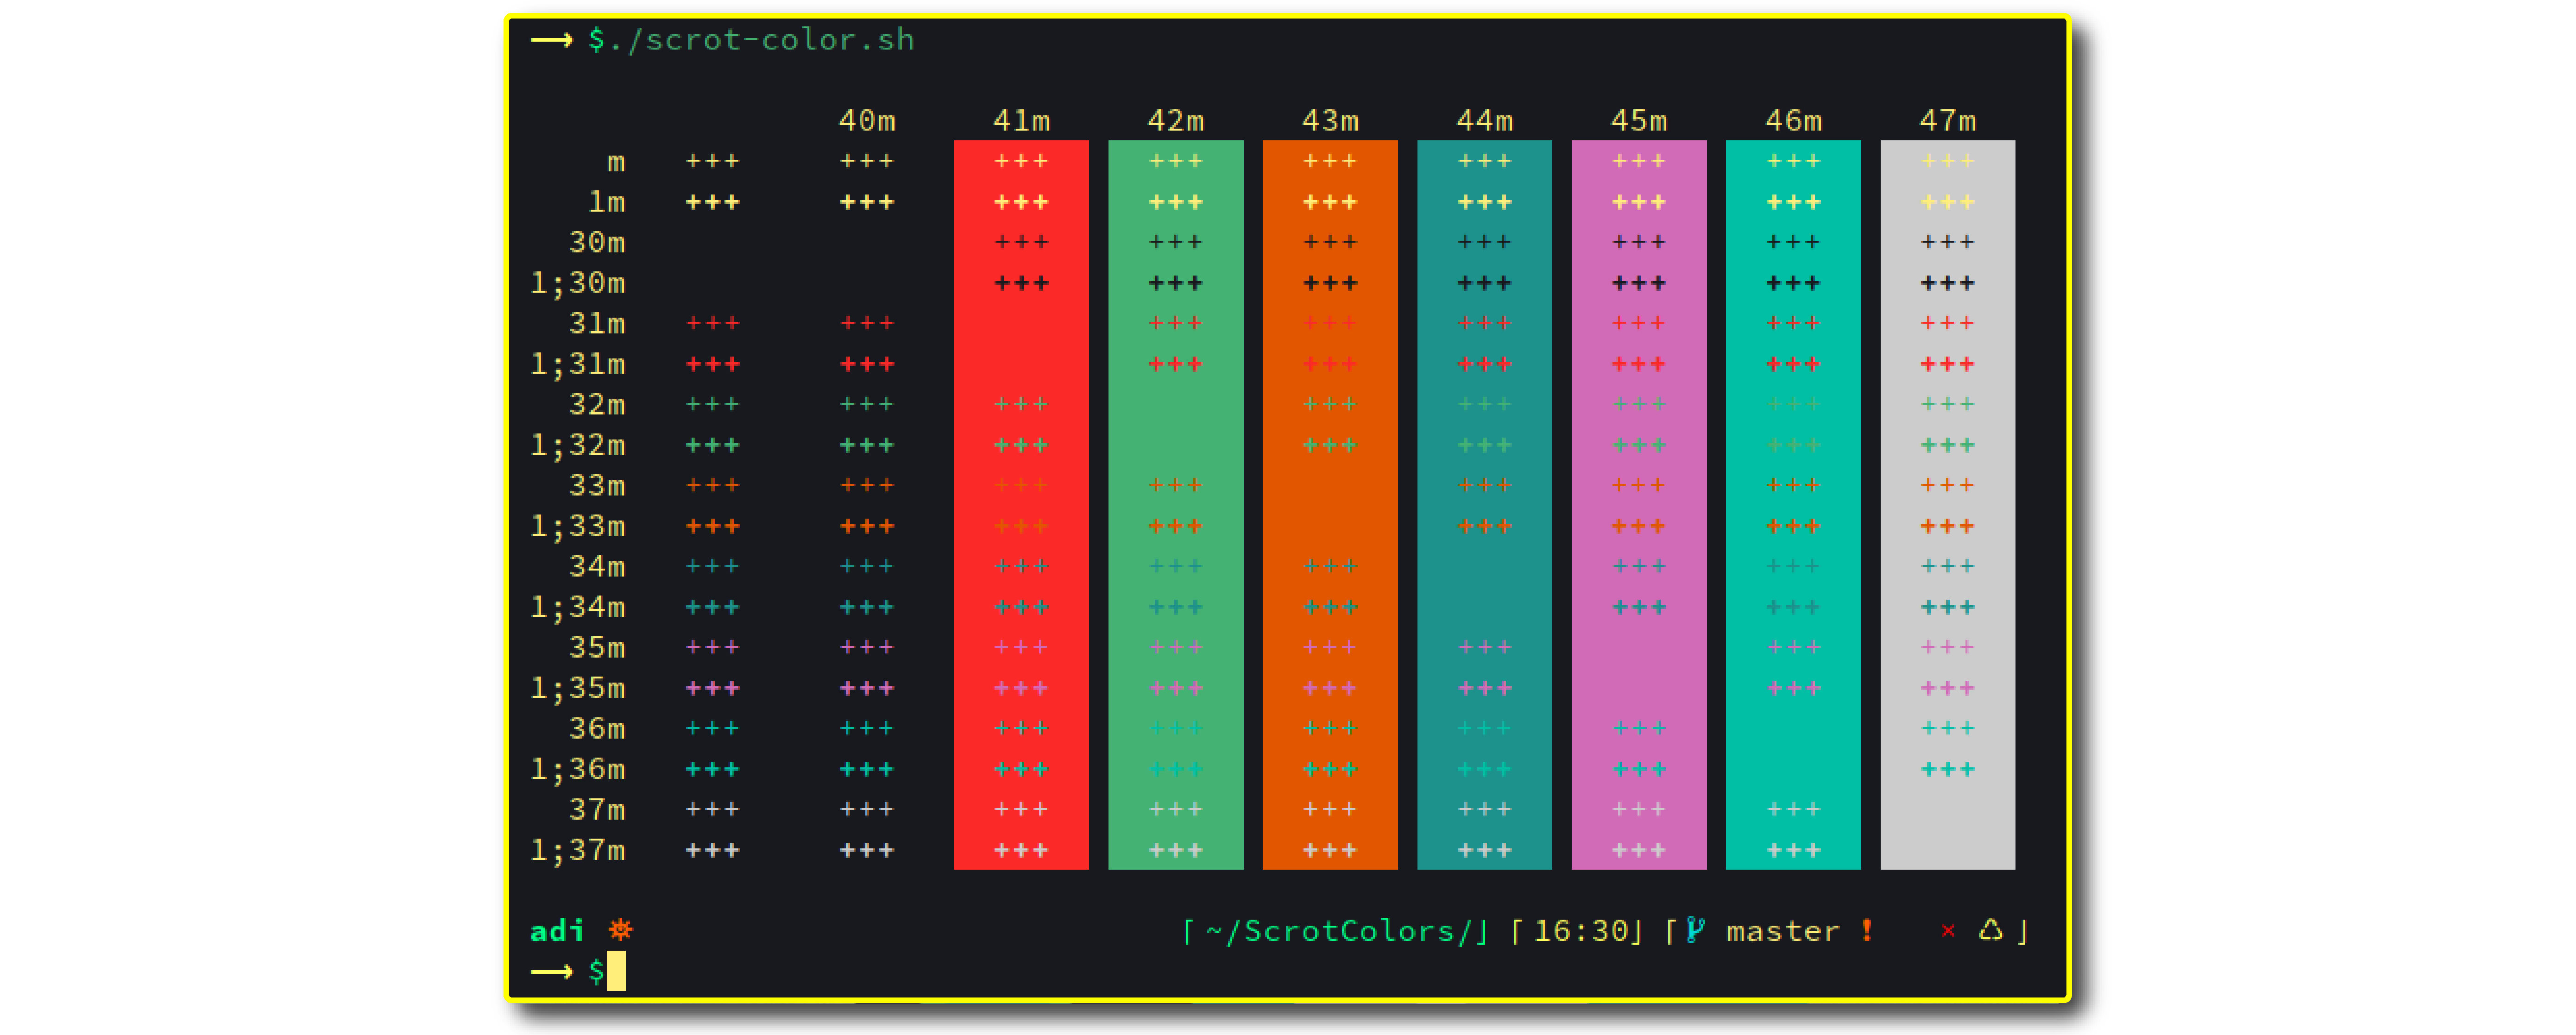 ⟶ $./scrot-color.sh
40m 41m 42m 43m 44m 45m 46m 47m
m +++ +++ +++ +++ +++ +++ +++ +++ +++
1m +++ +++ +++ +++ +++ +++ +++ +++ +++
30m +++ +++ +++ +++ +++ +++ +++
1;30m +++ +++ +++ +++ +++ +++ +++
31m +++ +++ +++ +++ +++ +++ +++ +++
1;31m +++ +++ +++ +++ +++ +++ +++ +++
32m +++ +++ +++ +++ +++ +++ +++ +++
1;32m +++ +++ +++ +++ +++ +++ +++ +++
33m +++ +++ +++ +++ +++ +++ +++ +++
1;33m +++ +++ +++ +++ +++ +++ +++ +++
34m +++ +++ +++ +++ +++ +++ +++ +++
1;34m +++ +++ +++ +++ +++ +++ +++ +++
35m +++ +++ +++ +++ +++ +++ +++ +++
1;35m +++ +++ +++ +++ +++ +++ +++ +++
36m +++ +++ +++ +++ +++ +++ +++ +++
1;36m +++ +++ +++ +++ +++ +++ +++ +++
37m +++ +++ +++ +++ +++ +++ +++ +++
1;37m +++ +++ +++ +++ +++ +++ +++ +++
adi ⛯ ⌈~/ScrotColors/⌋ ⌈16:30⌋ ⌈ master ! × ♺ ⌋
⟶ $